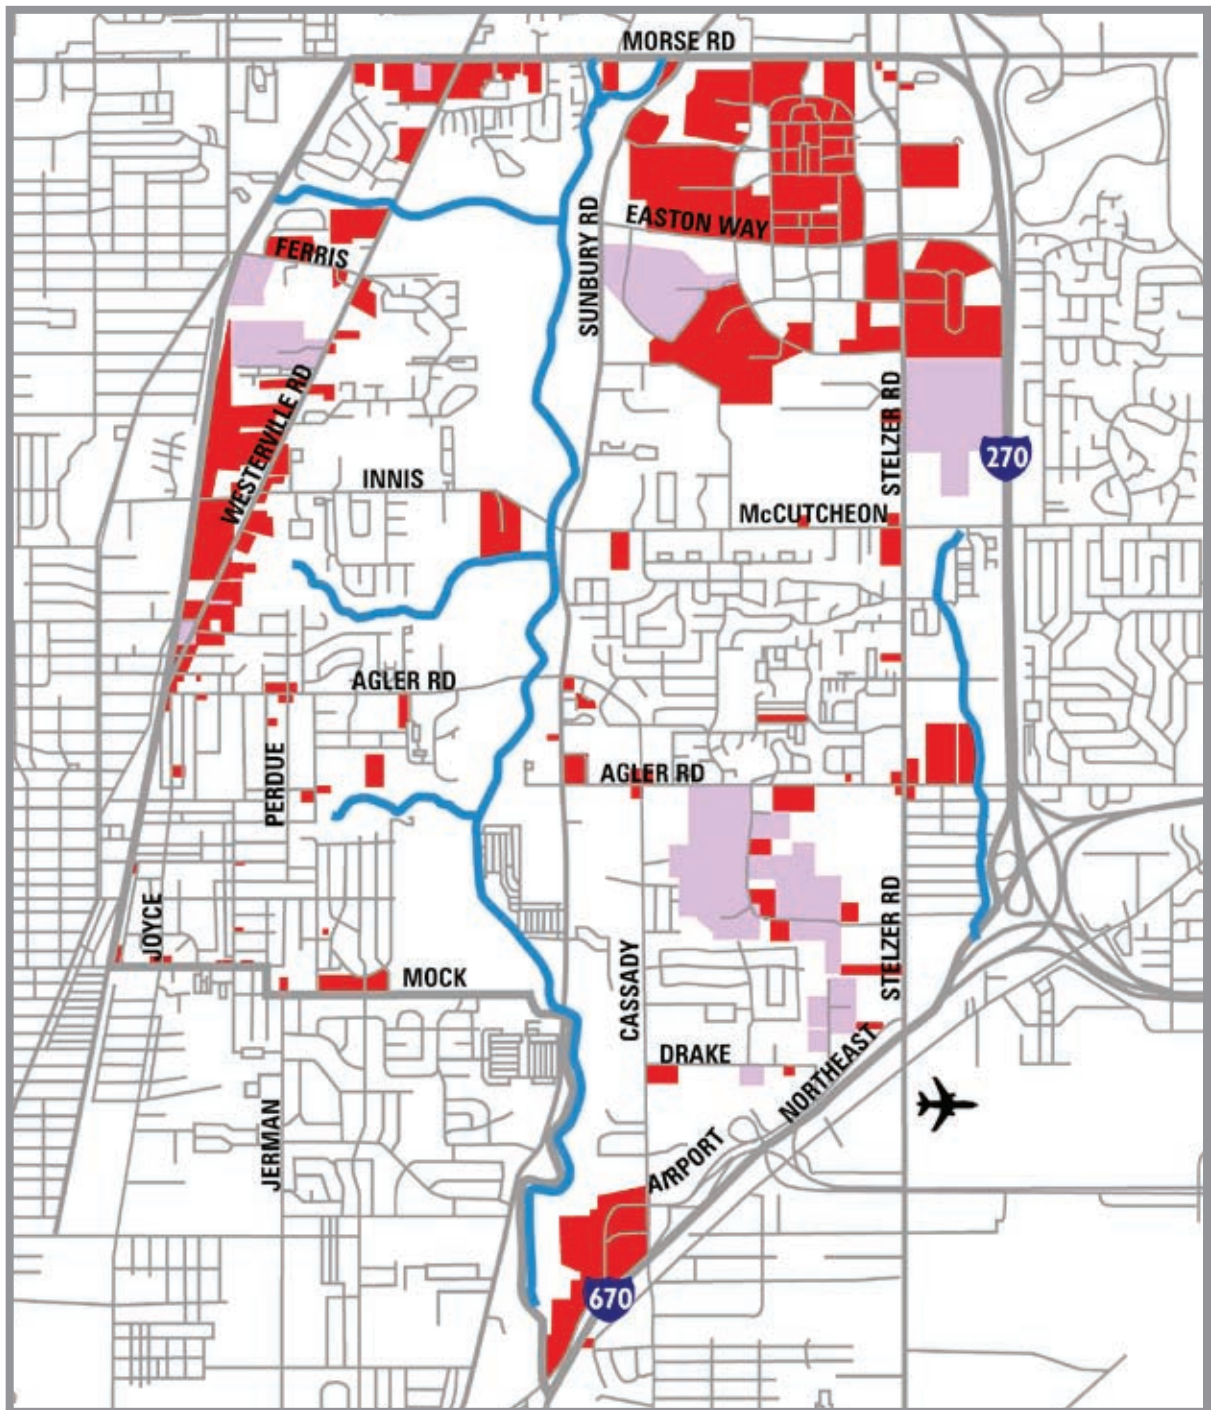 MORSE RD
SUNBURY RD
EASTON WAY
FERRIS
WESTERVILLE RD
STELZER RD
270
INNIS
McCUTCHEON
AGLER RD
PERDUE
AGLER RD
JOYCE
STELZER RD
CASSADY
MOCK
DRAKE
NORTHEAST
JERMAN
AIRPORT
670